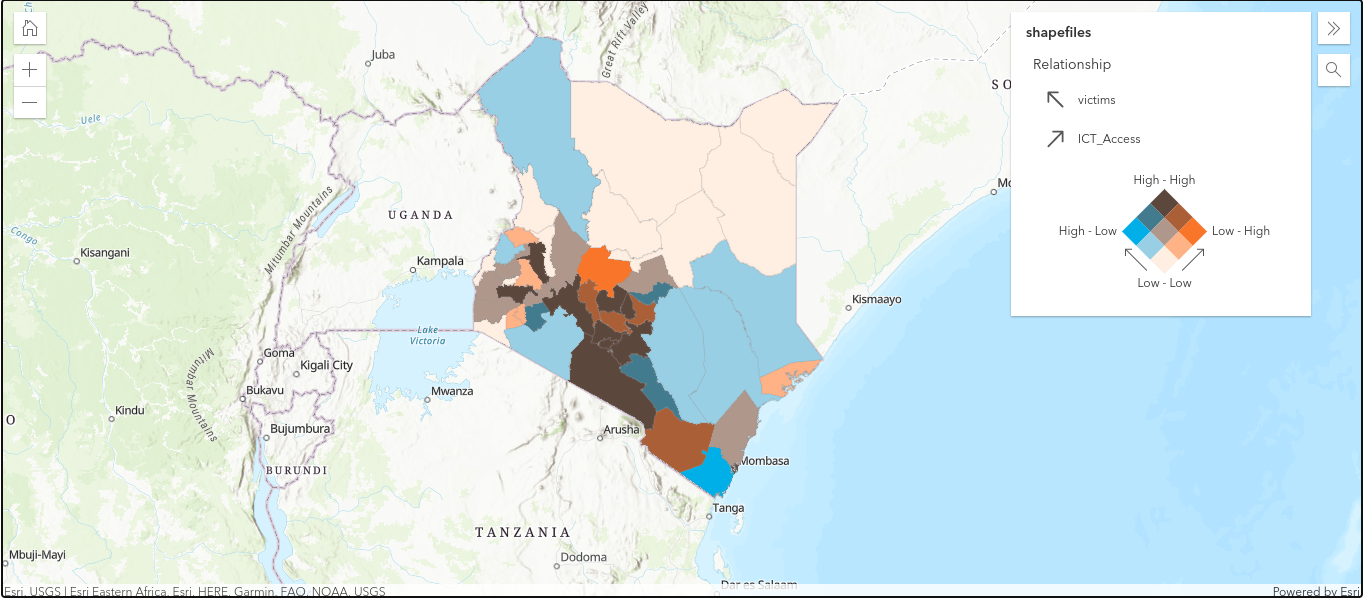 Juba
Great Rift Valley
S O
shapefiles
Relationship
victims
ICT_Access
High - High
High - Low
Low - High
Low - Low
Uele
Mitumbar Mountains
UGANDA
Congo
Kisangani
Kampala
Kismaayo
Lake
Victoria
Goma
Kigali City
Mitumbar Mountains
Bukavu
Mwanza
Kindu
O
Bujumbura
Arusha
BURUNDI
Mombasa
Tanga
TANZANIA
Mbuji-Mayi
Dodoma
Dar es Salaam
Esri, USGS | Esri Eastern Africa, Esri, HERE, Garmin, FAO, NOAA, USGS
Powered by Esri